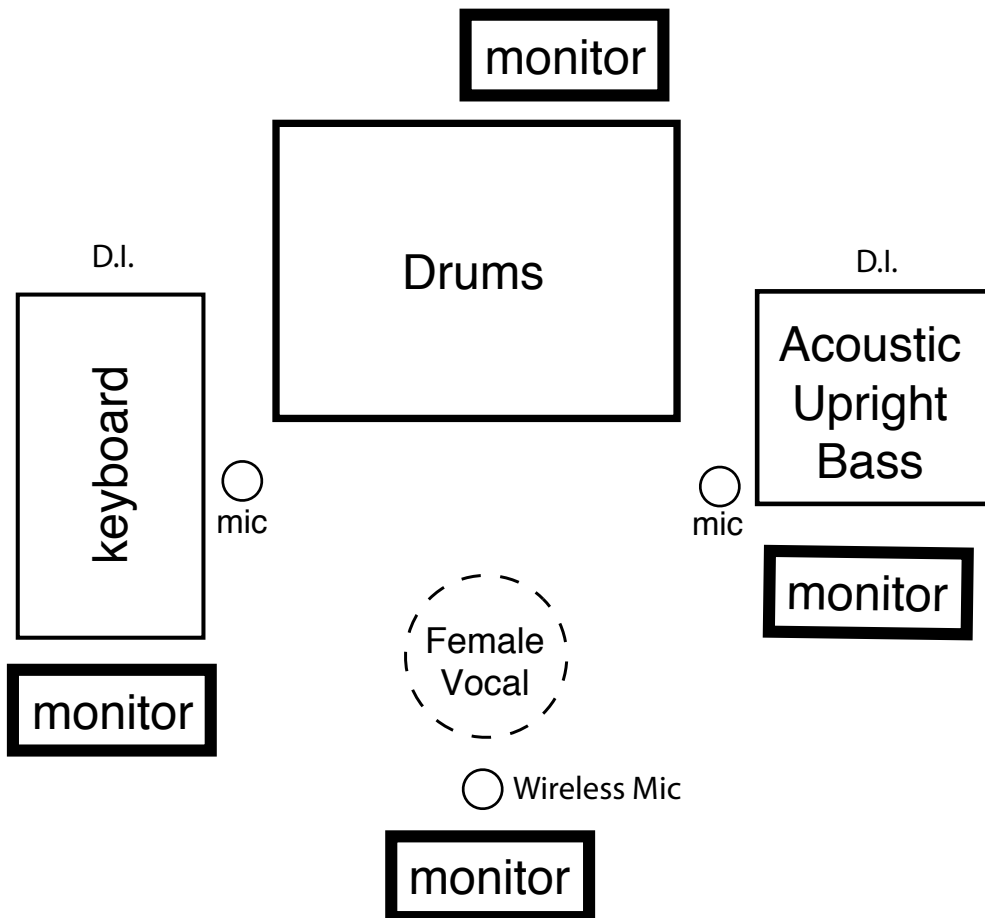 monitor
Drums
D.I.
D.I.
keyboard
Acoustic
Upright
Bass
mic
mic
monitor
Female
Vocal
monitor
Wireless Mic
monitor